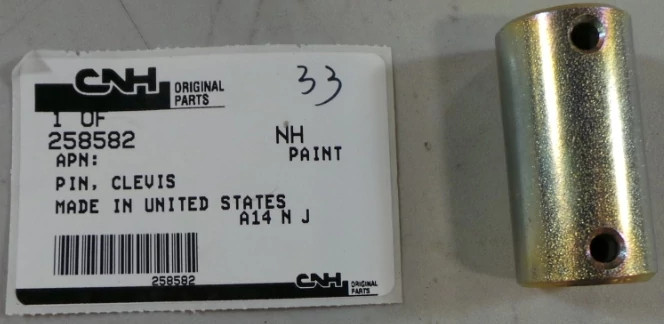 CNH ORIGINAL PARTS
33
1 OF
258582 NH
APN: PAINT
PIN, CLEVIS
MADE IN UNITED STATES
A14 N J
258582
CNH ORIGINAL PARTS